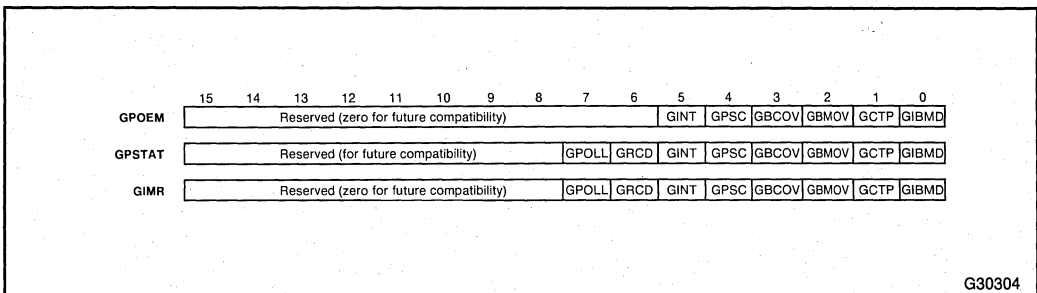 15 14 13 12 11 10 9 8 7 6 5 4 3 2 1 0
GPOEM Reserved (zero for future compatibility) GINT GPSC GBCOV GBMOV GCTP GIBMD
GPSTAT Reserved (for future compatibility) GPOLL GRCD GINT GPSC GBCOV GBMOV GCTP GIBMD
GIMR Reserved (zero for future compatibility) GPOLL GRCD GINT GPSC GBCOV GBMOV GCTP GIBMD
G30304